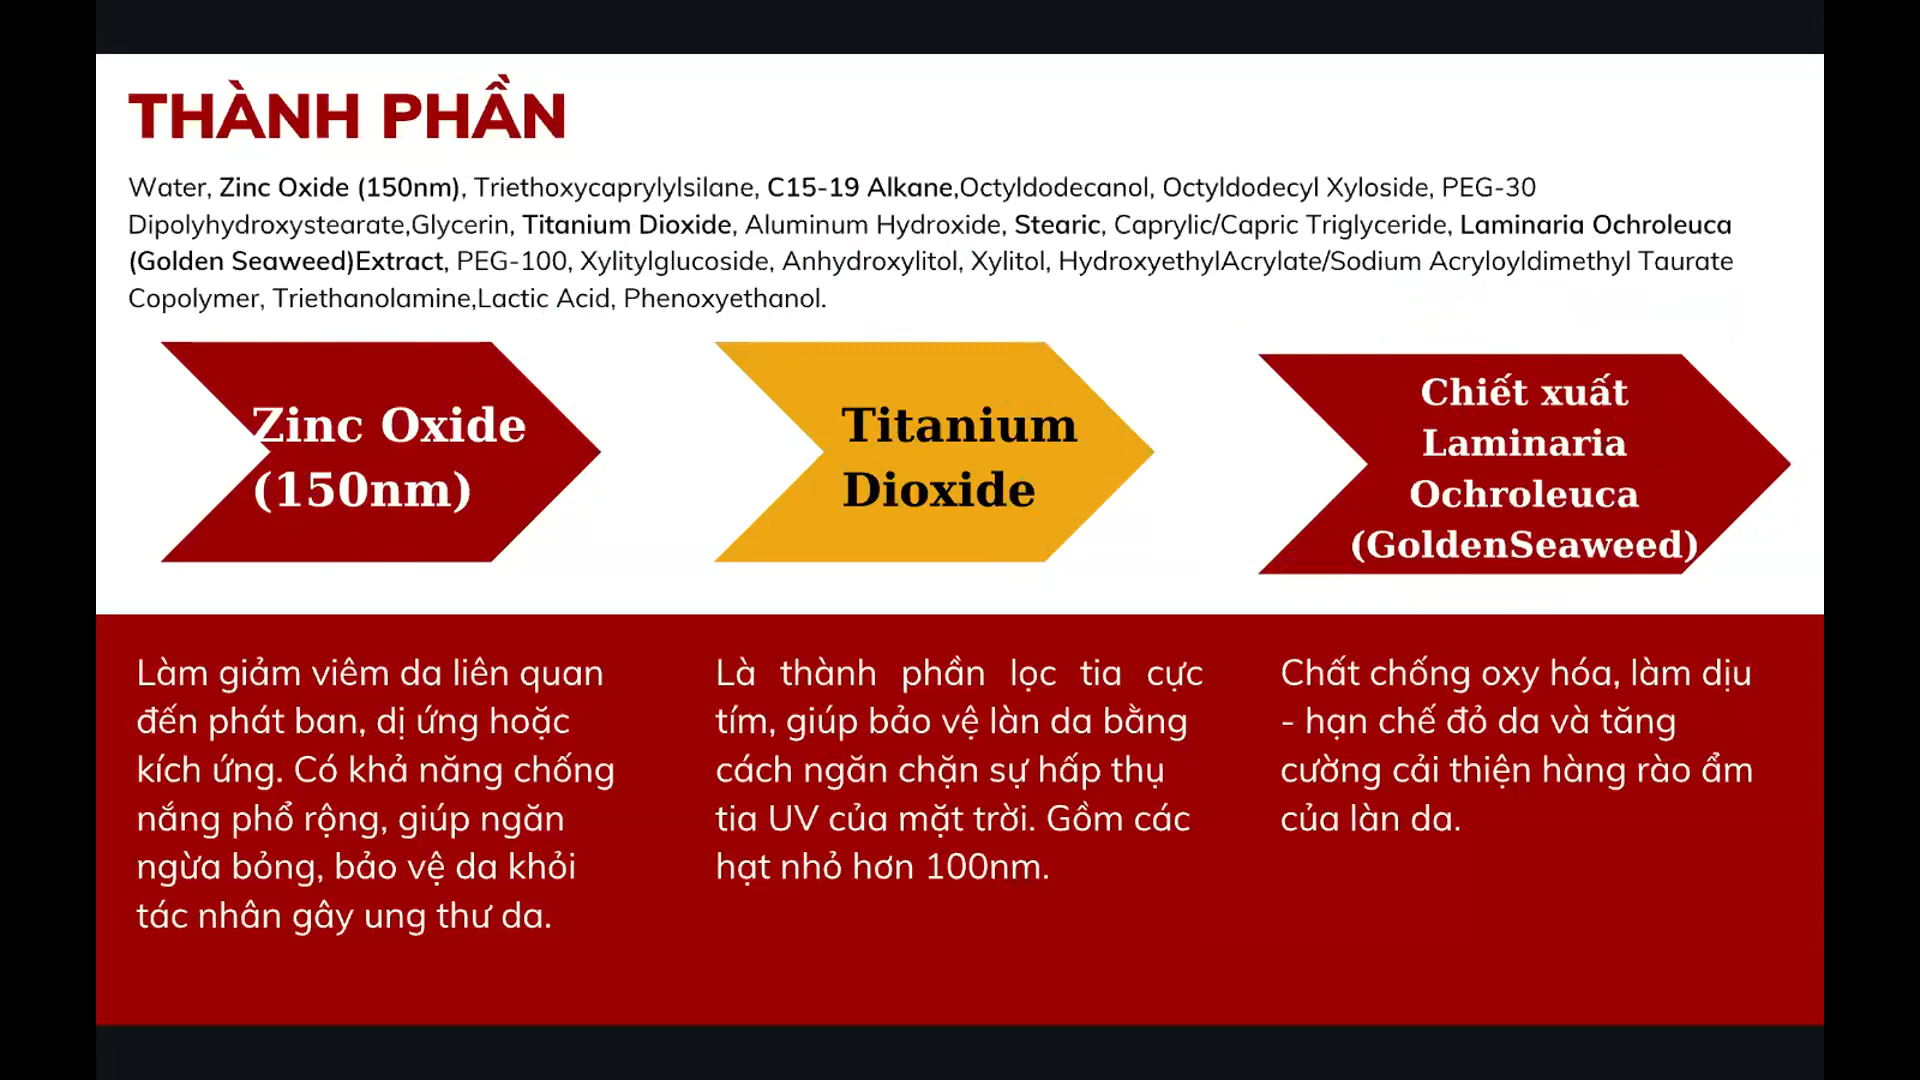 THÀNH PHẦN
Water, Zinc Oxide (150nm), Triethoxycaprylylsilane, C15-19 Alkane,Octyldodecanol, Octyldodecyl Xyloside, PEG-30
Dipolyhydroxystearate,Glycerin, Titanium Dioxide, Aluminum Hydroxide, Stearic, Caprylic/Capric Triglyceride, Laminaria Ochroleuca
(Golden Seaweed)Extract, PEG-100, Xylitylglucoside, Anhydroxylitol, Xylitol, HydroxyethylAcrylate/Sodium Acryloyldimethyl Taurate
Copolymer, Triethanolamine,Lactic Acid, Phenoxyethanol.
Zinc Oxide
(150nm)
Titanium
Dioxide
Chiết xuất
Laminaria
Ochroleuca
(GoldenSeaweed)
Làm giảm viêm da liên quan
đến phát ban, dị ứng hoặc
kích ứng. Có khả năng chống
nắng phổ rộng, giúp ngăn
ngừa bỏng, bảo vệ da khỏi
tác nhân gây ung thư da.
Là thành phần lọc tia cực
tím, giúp bảo vệ làn da bằng
cách ngăn chặn sự hấp thụ
tia UV của mặt trời. Gồm các
hạt nhỏ hơn 100nm.
Chất chống oxy hóa, làm dịu
- hạn chế đỏ da và tăng
cường cải thiện hàng rào ẩm
của làn da.